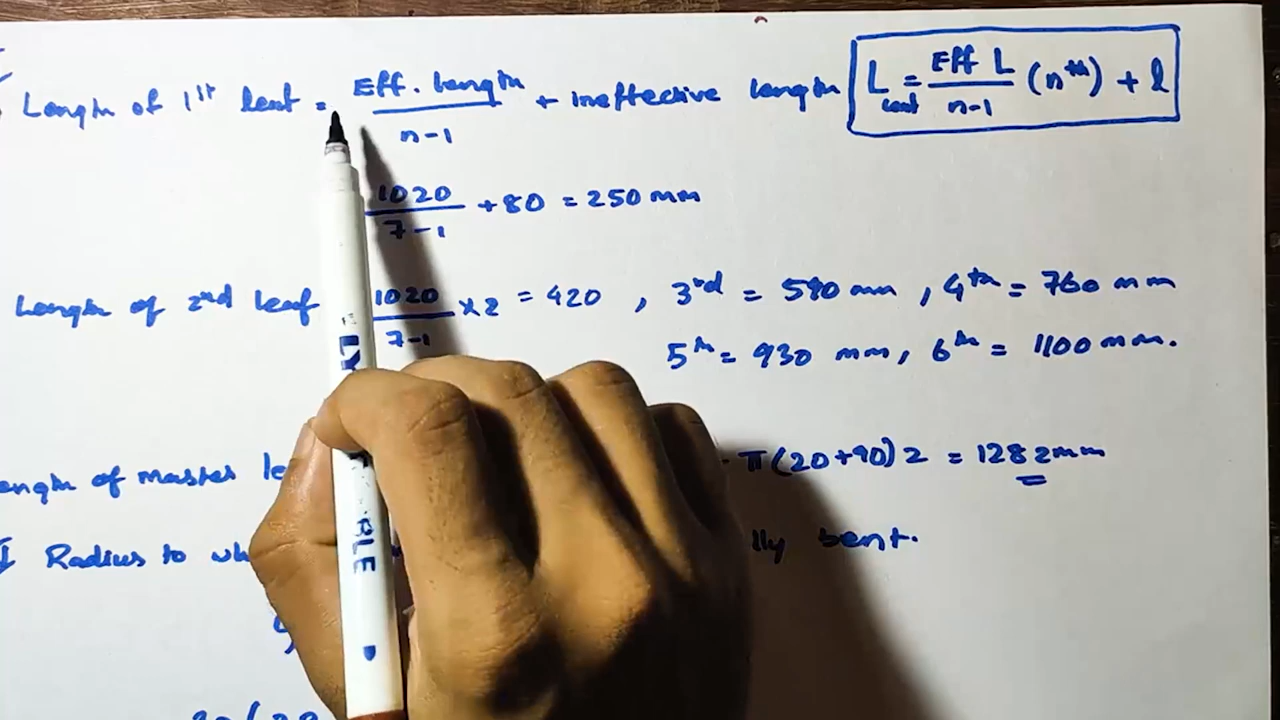 Length of 1st leaf = Eff. length / n-1 + ineffective length L leaf = Eff L / n-1 (nth) + l
1020 / 7-1 + 80 = 250 mm
Length of 2nd leaf 1020 / 7-1 x 2 = 420 , 3rd = 590 mm , 4th = 760 mm
5th = 930 mm, 6th = 1100 mm.
ength of master le π(20+90)2 = 1282mm
Radius to wh lly bent.